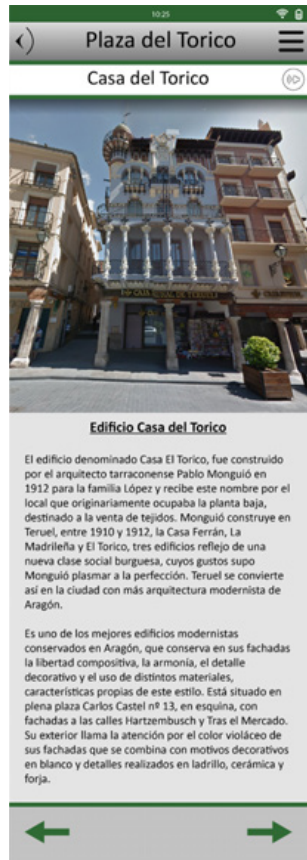 10:25
Plaza del Torico
Casa del Torico
CAJA RURAL DE TERUEL
Edificio Casa del Torico
El edificio denominado Casa El Torico, fue construido
por el arquitecto tarraconense Pablo Monguió en
1912 para la familia López y recibe este nombre por el
local que originariamente ocupaba la planta baja,
destinado a la venta de tejidos. Monguió construye en
Teruel, entre 1910 y 1912, la Casa Ferrán, La
Madrileña y El Torico, tres edificios reflejo de una
nueva clase social burguesa, cuyos gustos supo
Monguió plasmar a la perfección. Teruel se convierte
así en la ciudad con más arquitectura modernista de
Aragón.
Es uno de los mejores edificios modernistas
conservados en Aragón, que conserva en sus fachadas
la libertad compositiva, la armonía, el detalle
decorativo y el uso de distintos materiales,
características propias de este estilo. Está situado en
plena plaza Carlos Castel nº 13, en esquina, con
fachadas a las calles Hartzembusch y Tras el Mercado.
Su exterior llama la atención por el color violáceo de
sus fachadas que se combina con motivos decorativos
en blanco y detalles realizados en ladrillo, cerámica y
forja.